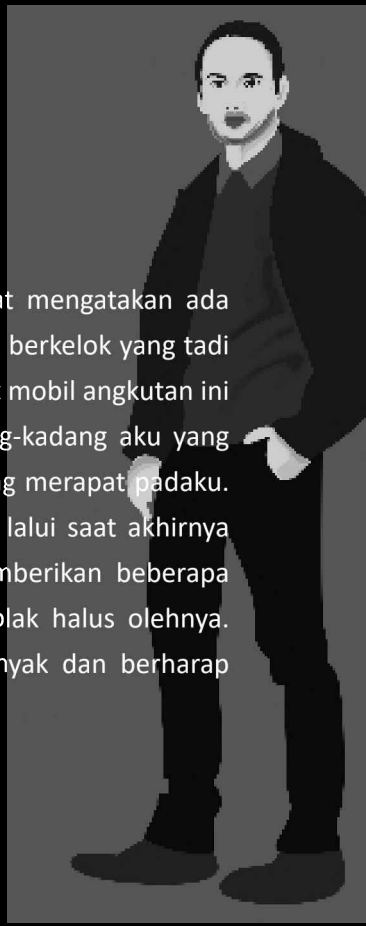 mengatakan ada
berkelok yang tadi
mobil angkutan ini
g-kadang aku yang
g merapat padaku.
lalui saat akhirnya
mberikan beberapa
lak halus olehnya.
nyak dan berharap